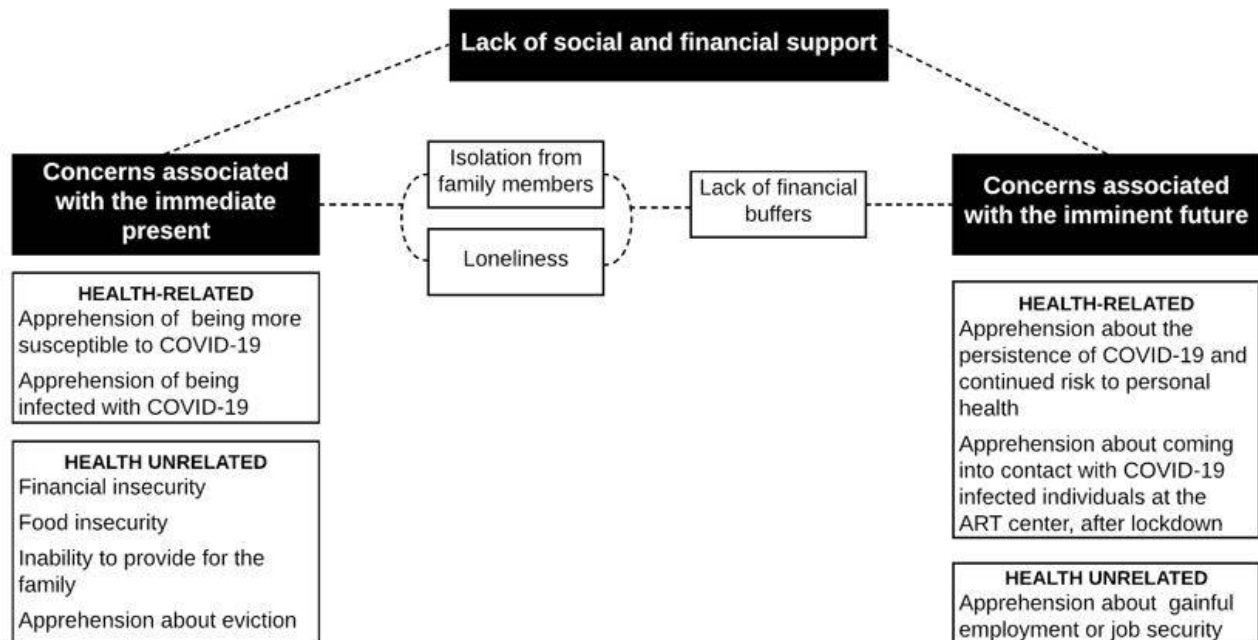 Lack of social and financial support
Concerns associated
with the immediate
present
Isolation from
family members
Loneliness
Lack of financial
buffers
Concerns associated
with the imminent future
HEALTH-RELATED
Apprehension of being more
susceptible to COVID-19
Apprehension of being
infected with COVID-19
HEALTH UNRELATED
Financial insecurity
Food insecurity
Inability to provide for the
family
Apprehension about eviction
HEALTH-RELATED
Apprehension about the
persistence of COVID-19 and
continued risk to personal
health
Apprehension about coming
into contact with COVID-19
infected individuals at the
ART center, after lockdown
HEALTH UNRELATED
Apprehension about gainful
employment or job security